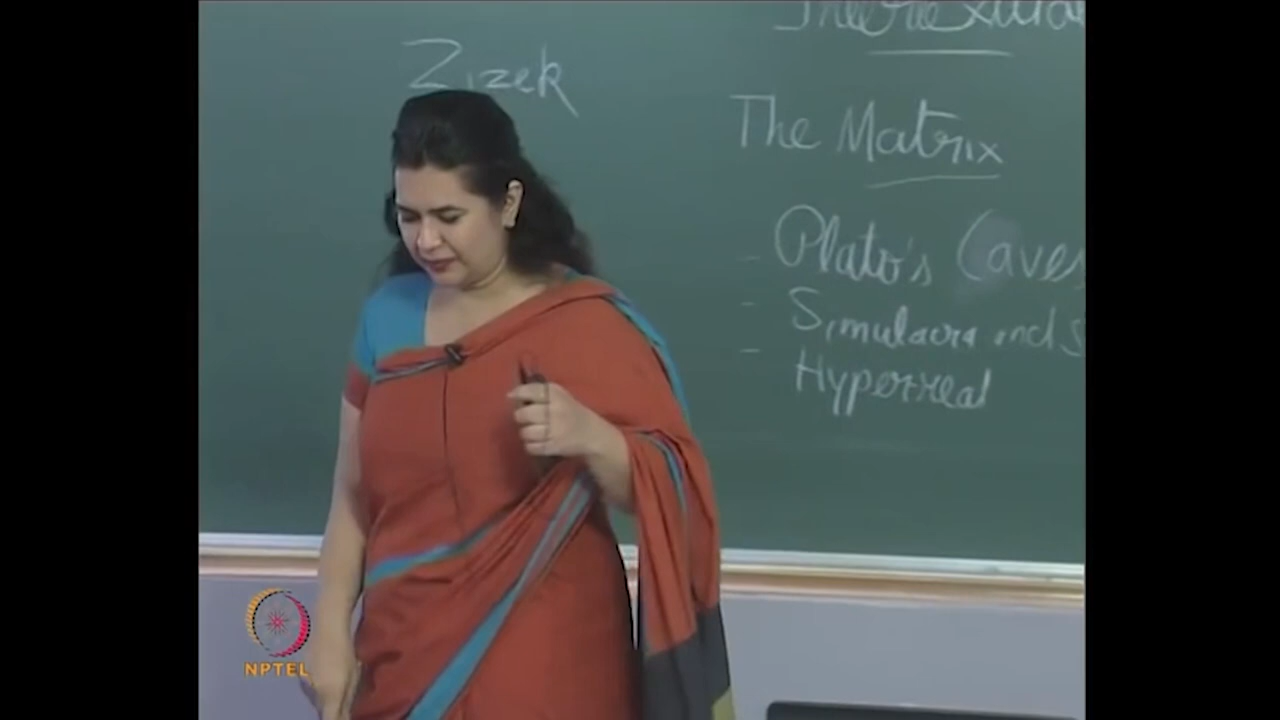 Zizek
The Matrix
- Plato's Caves
- Simulacra and S
- Hyperreal
NPTEL